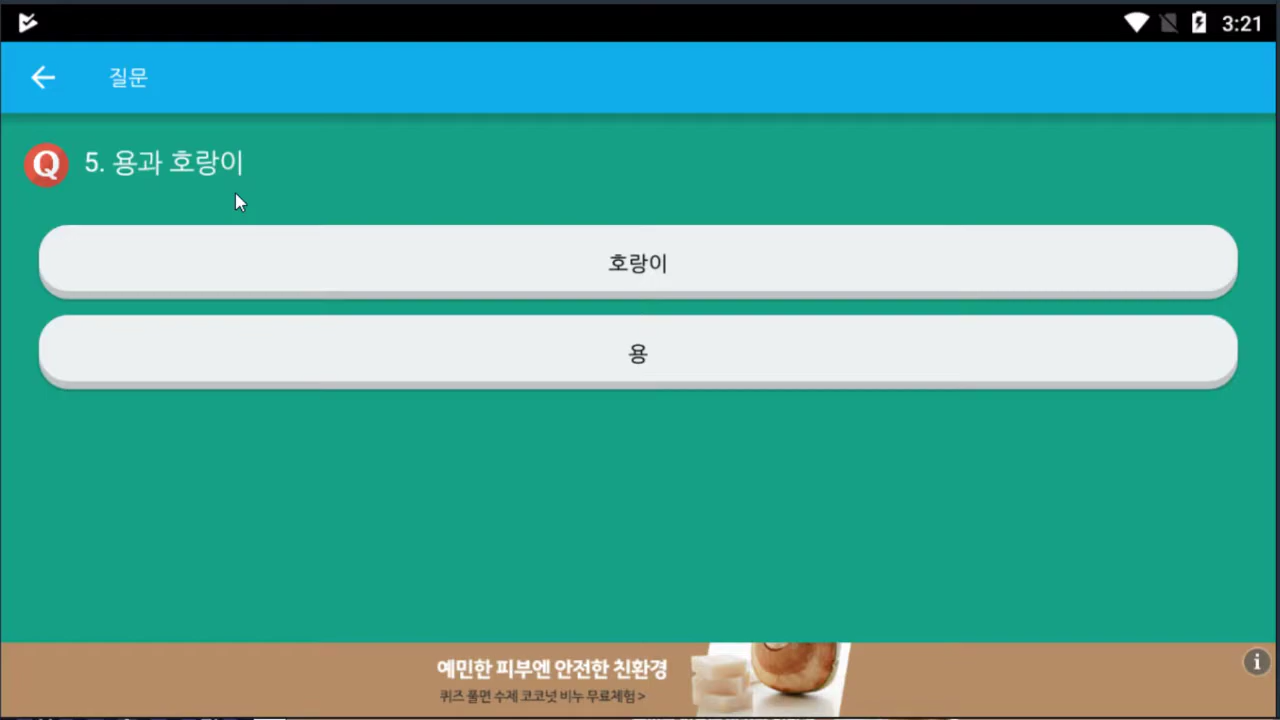 3:21
질문
Q 5. 용과 호랑이
호랑이
용
예민한 피부엔 안전한 친환경
퀴즈 풀면 수제 코코넛 비누 무료체험 >